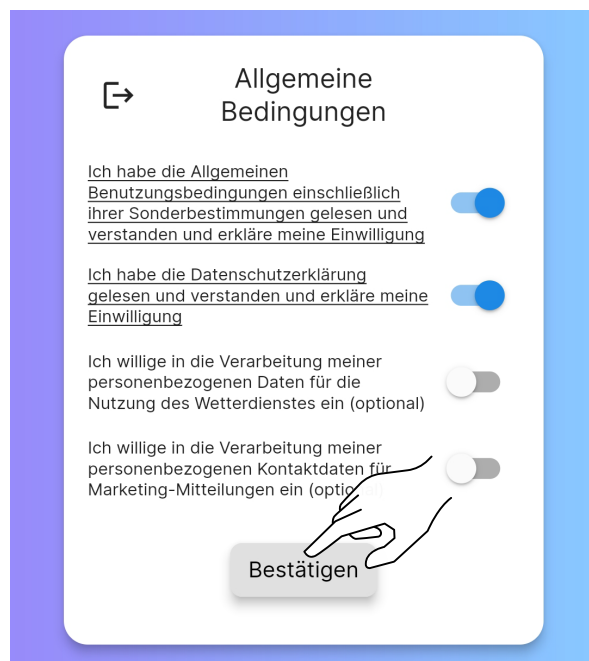 Allgemeine
Bedingungen
Ich habe die Allgemeinen
Benutzungsbedingungen einschließlich
ihrer Sonderbestimmungen gelesen und
verstanden und erkläre meine Einwilligung
Ich habe die Datenschutzerklärung
gelesen und verstanden und erkläre meine
Einwilligung
Ich willige in die Verarbeitung meiner
personenbezogenen Daten für die
Nutzung des Wetterdienstes ein (optional)
Ich willige in die Verarbeitung meiner
personenbezogenen Kontaktdaten für
Marketing-Mitteilungen ein
Bestätigen